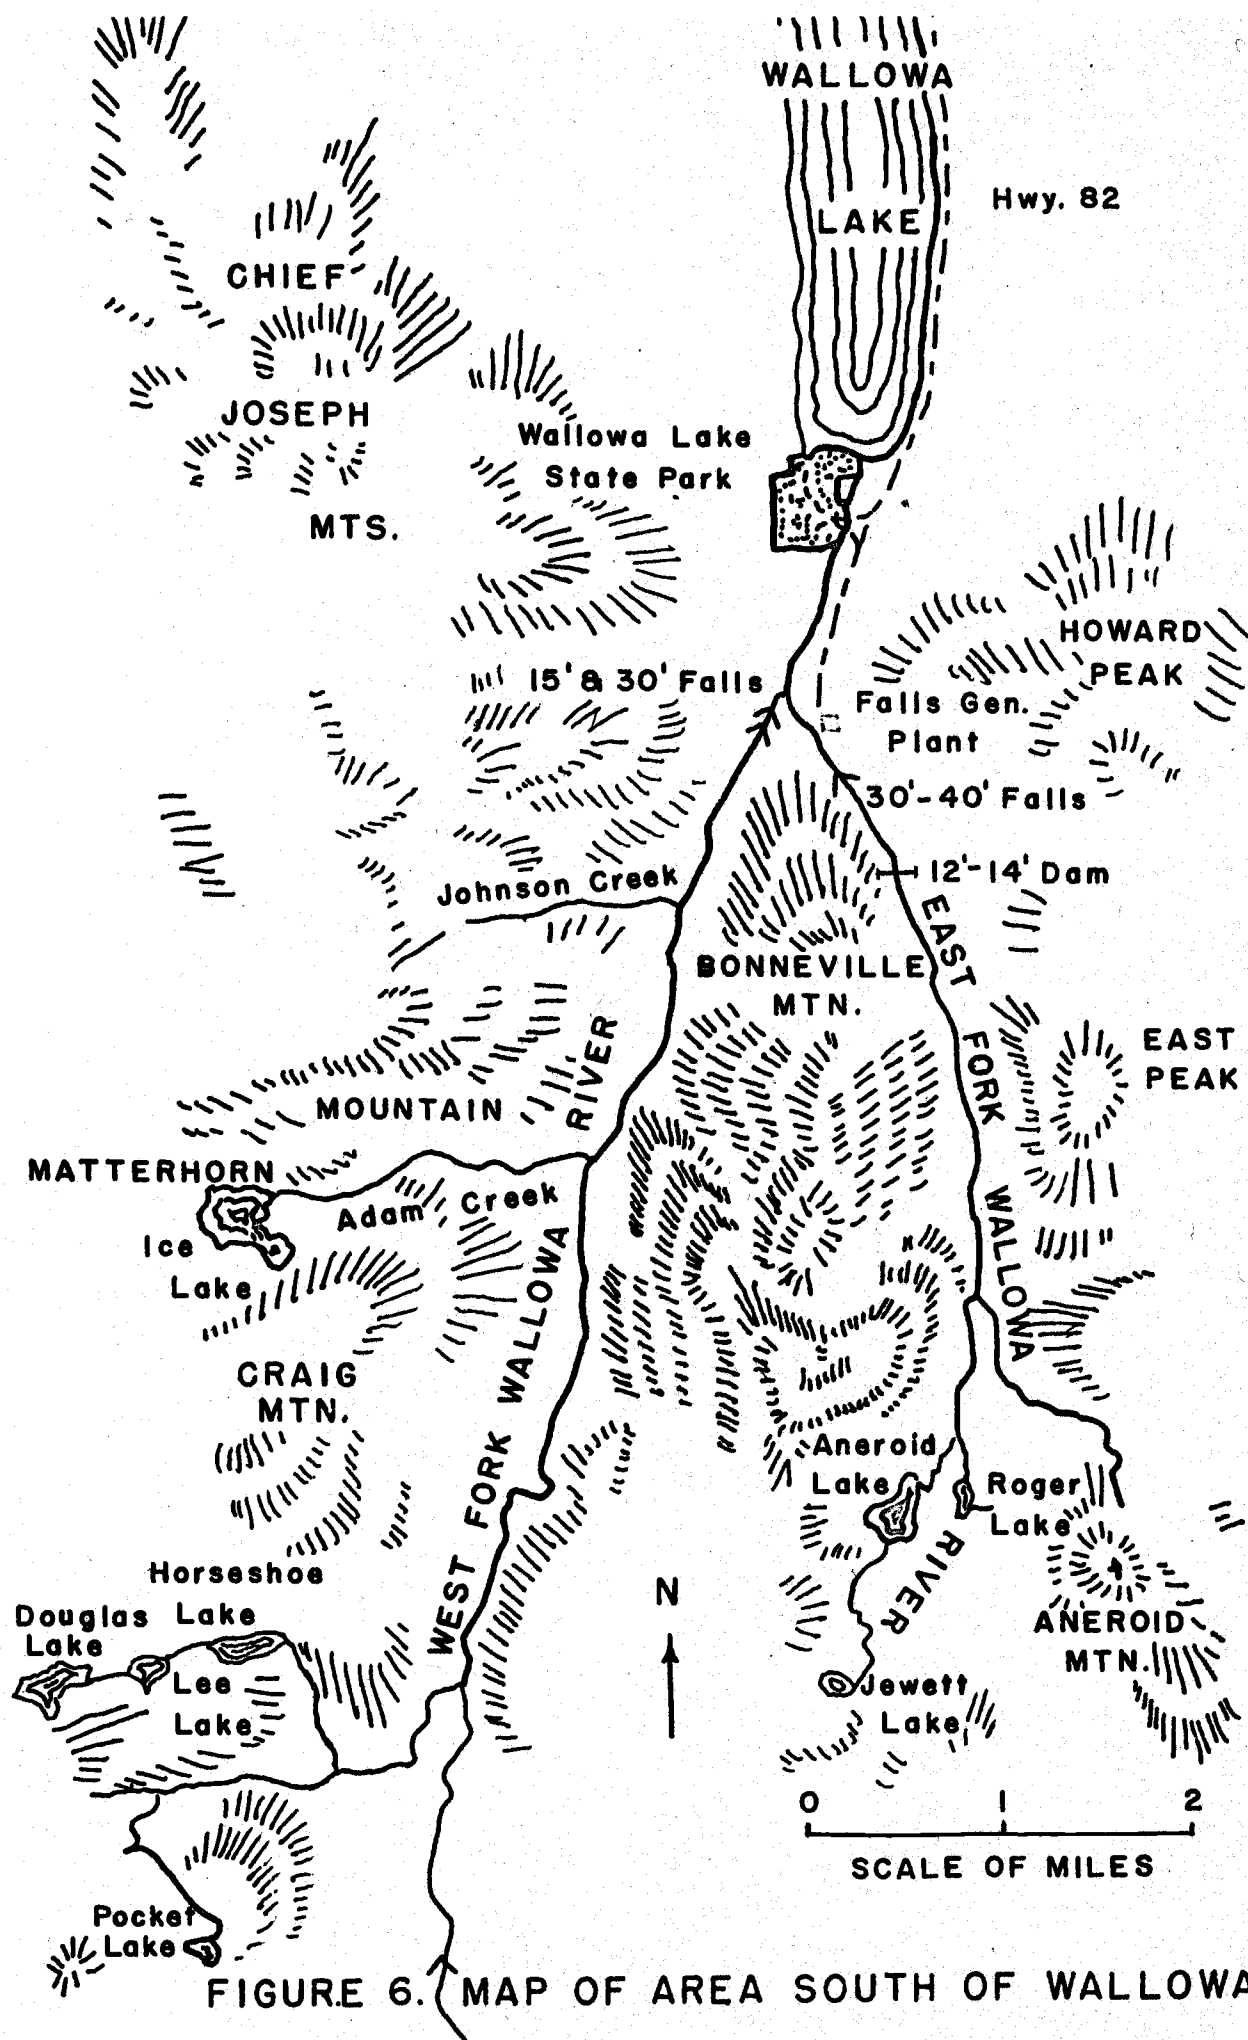 WALLOWA
LAKE
Hwy. 82
CHIEF
JOSEPH
MTS.
Wallowa Lake
State Park
HOWARD
PEAK
15' & 30' Falls
Falls Gen.
Plant
30'-40' Falls
12'-14' Dam
Johnson Creek
BONNEVILLE
MTN.
EAST FORK WALLOWA RIVER
EAST
PEAK
MATTERHORN MOUNTAIN
Adam Creek
Ice
Lake
WEST FORK WALLOWA RIVER
CRAIG
MTN.
Aneroid
Lake
Roger
Lake
Horseshoe
Lake
Douglas
Lake
Lee
Lake
N
ANEROID
MTN.
Jewett
Lake
0 1 2
SCALE OF MILES
Pocket
Lake
FIGURE 6. MAP OF AREA SOUTH OF WALLOWA